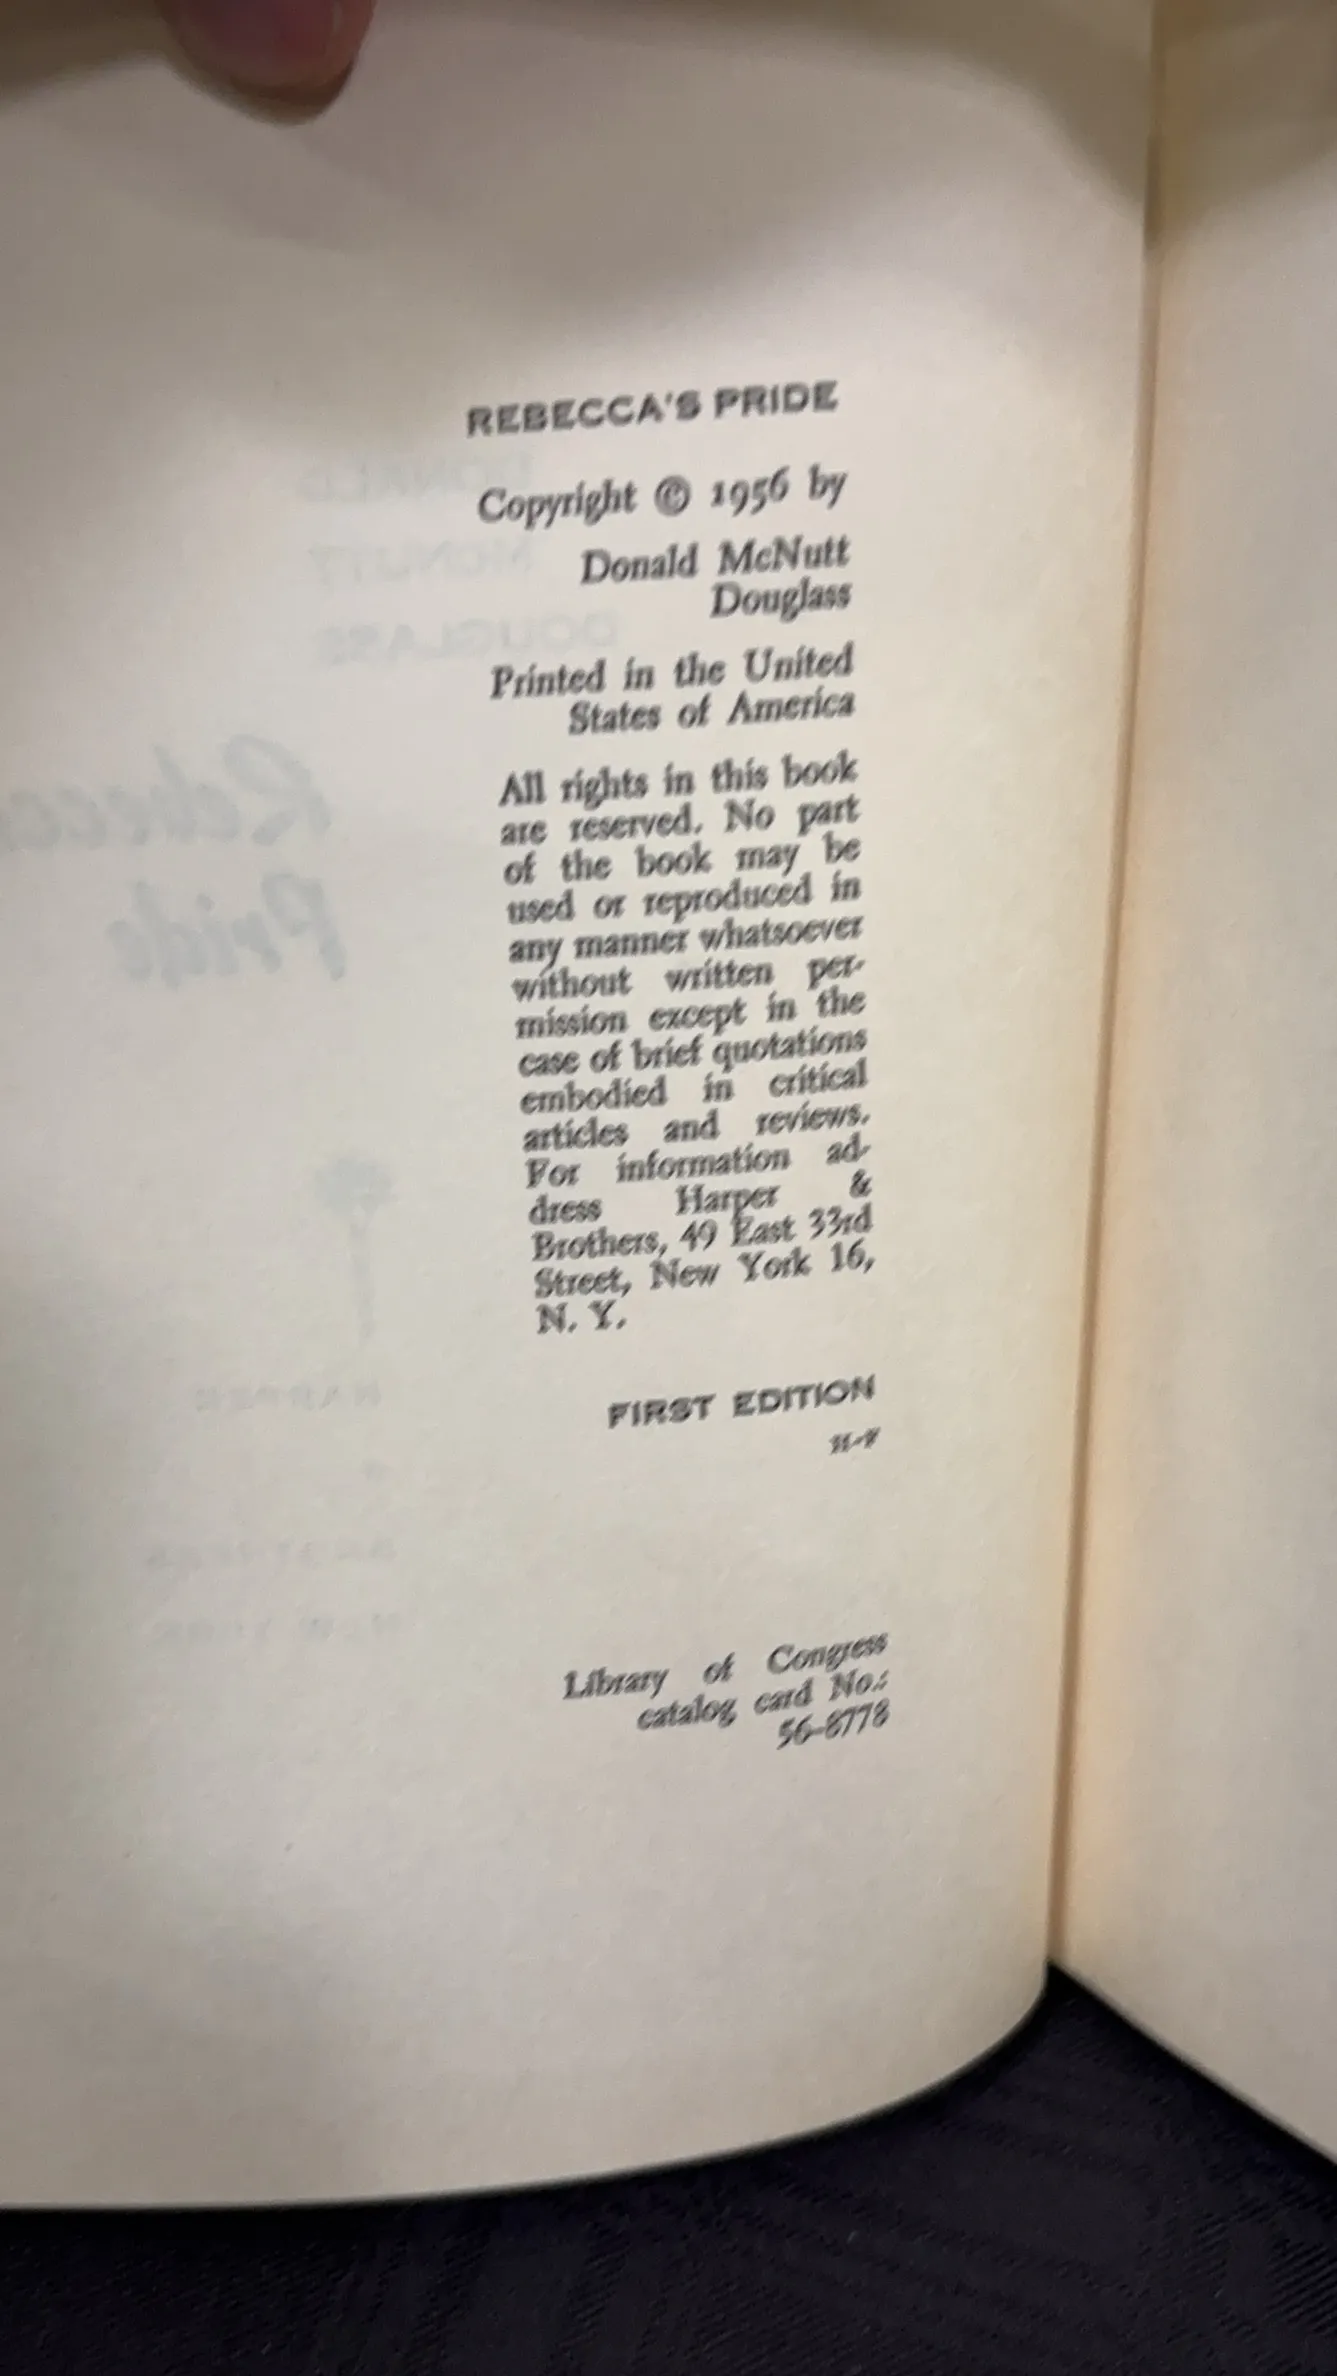 REBECCA'S PRIDE
Copyright © 1956 by
Donald McNutt
Douglass
Printed in the United
States of America
All rights in this book
are reserved. No part
of the book may be
used or reproduced in
any manner whatsoever
without written per-
mission except in the
case of brief quotations
embodied in critical
articles and reviews.
For information ad-
dress Harper &
Brothers, 49 East 33rd
Street, New York 16,
N. Y.
FIRST EDITION
Library of Congress
catalog card No.:
56-8778